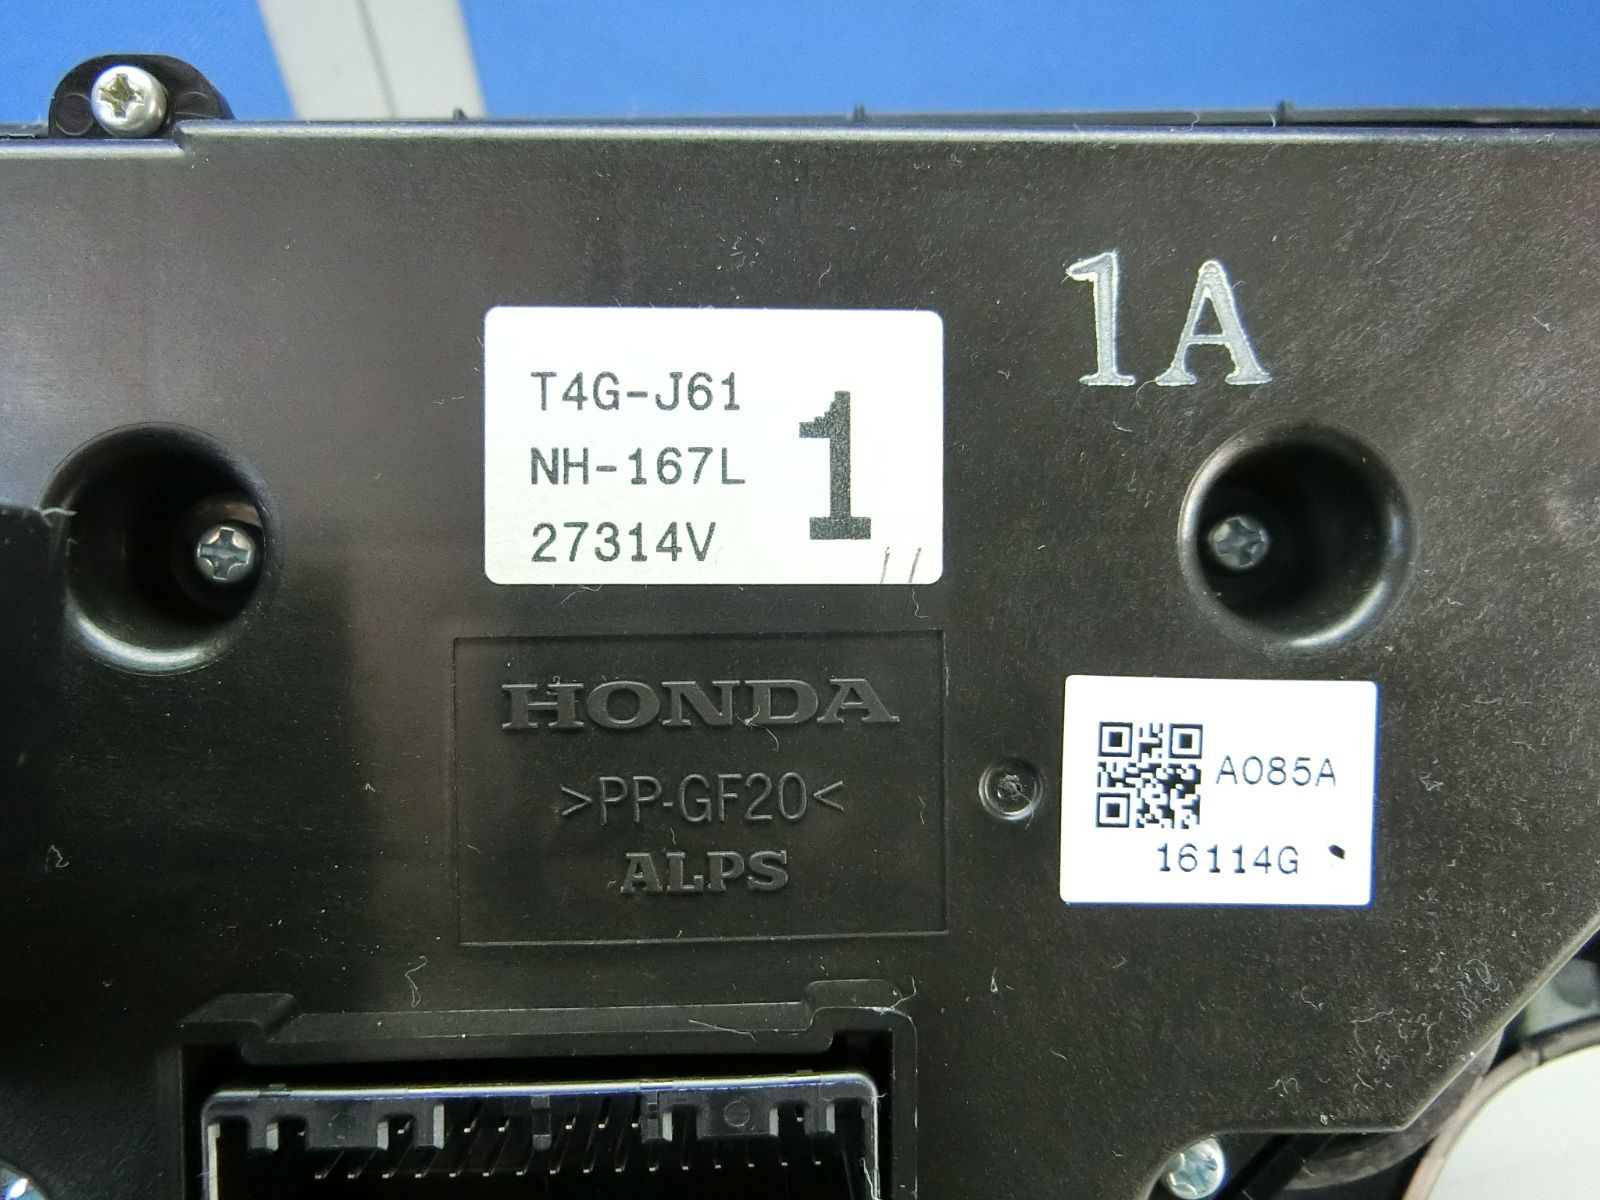 1A
T4G-J61
NH-167L
27314V
1
HONDA
>PP-GF20<
ALPS
A085A
16114G